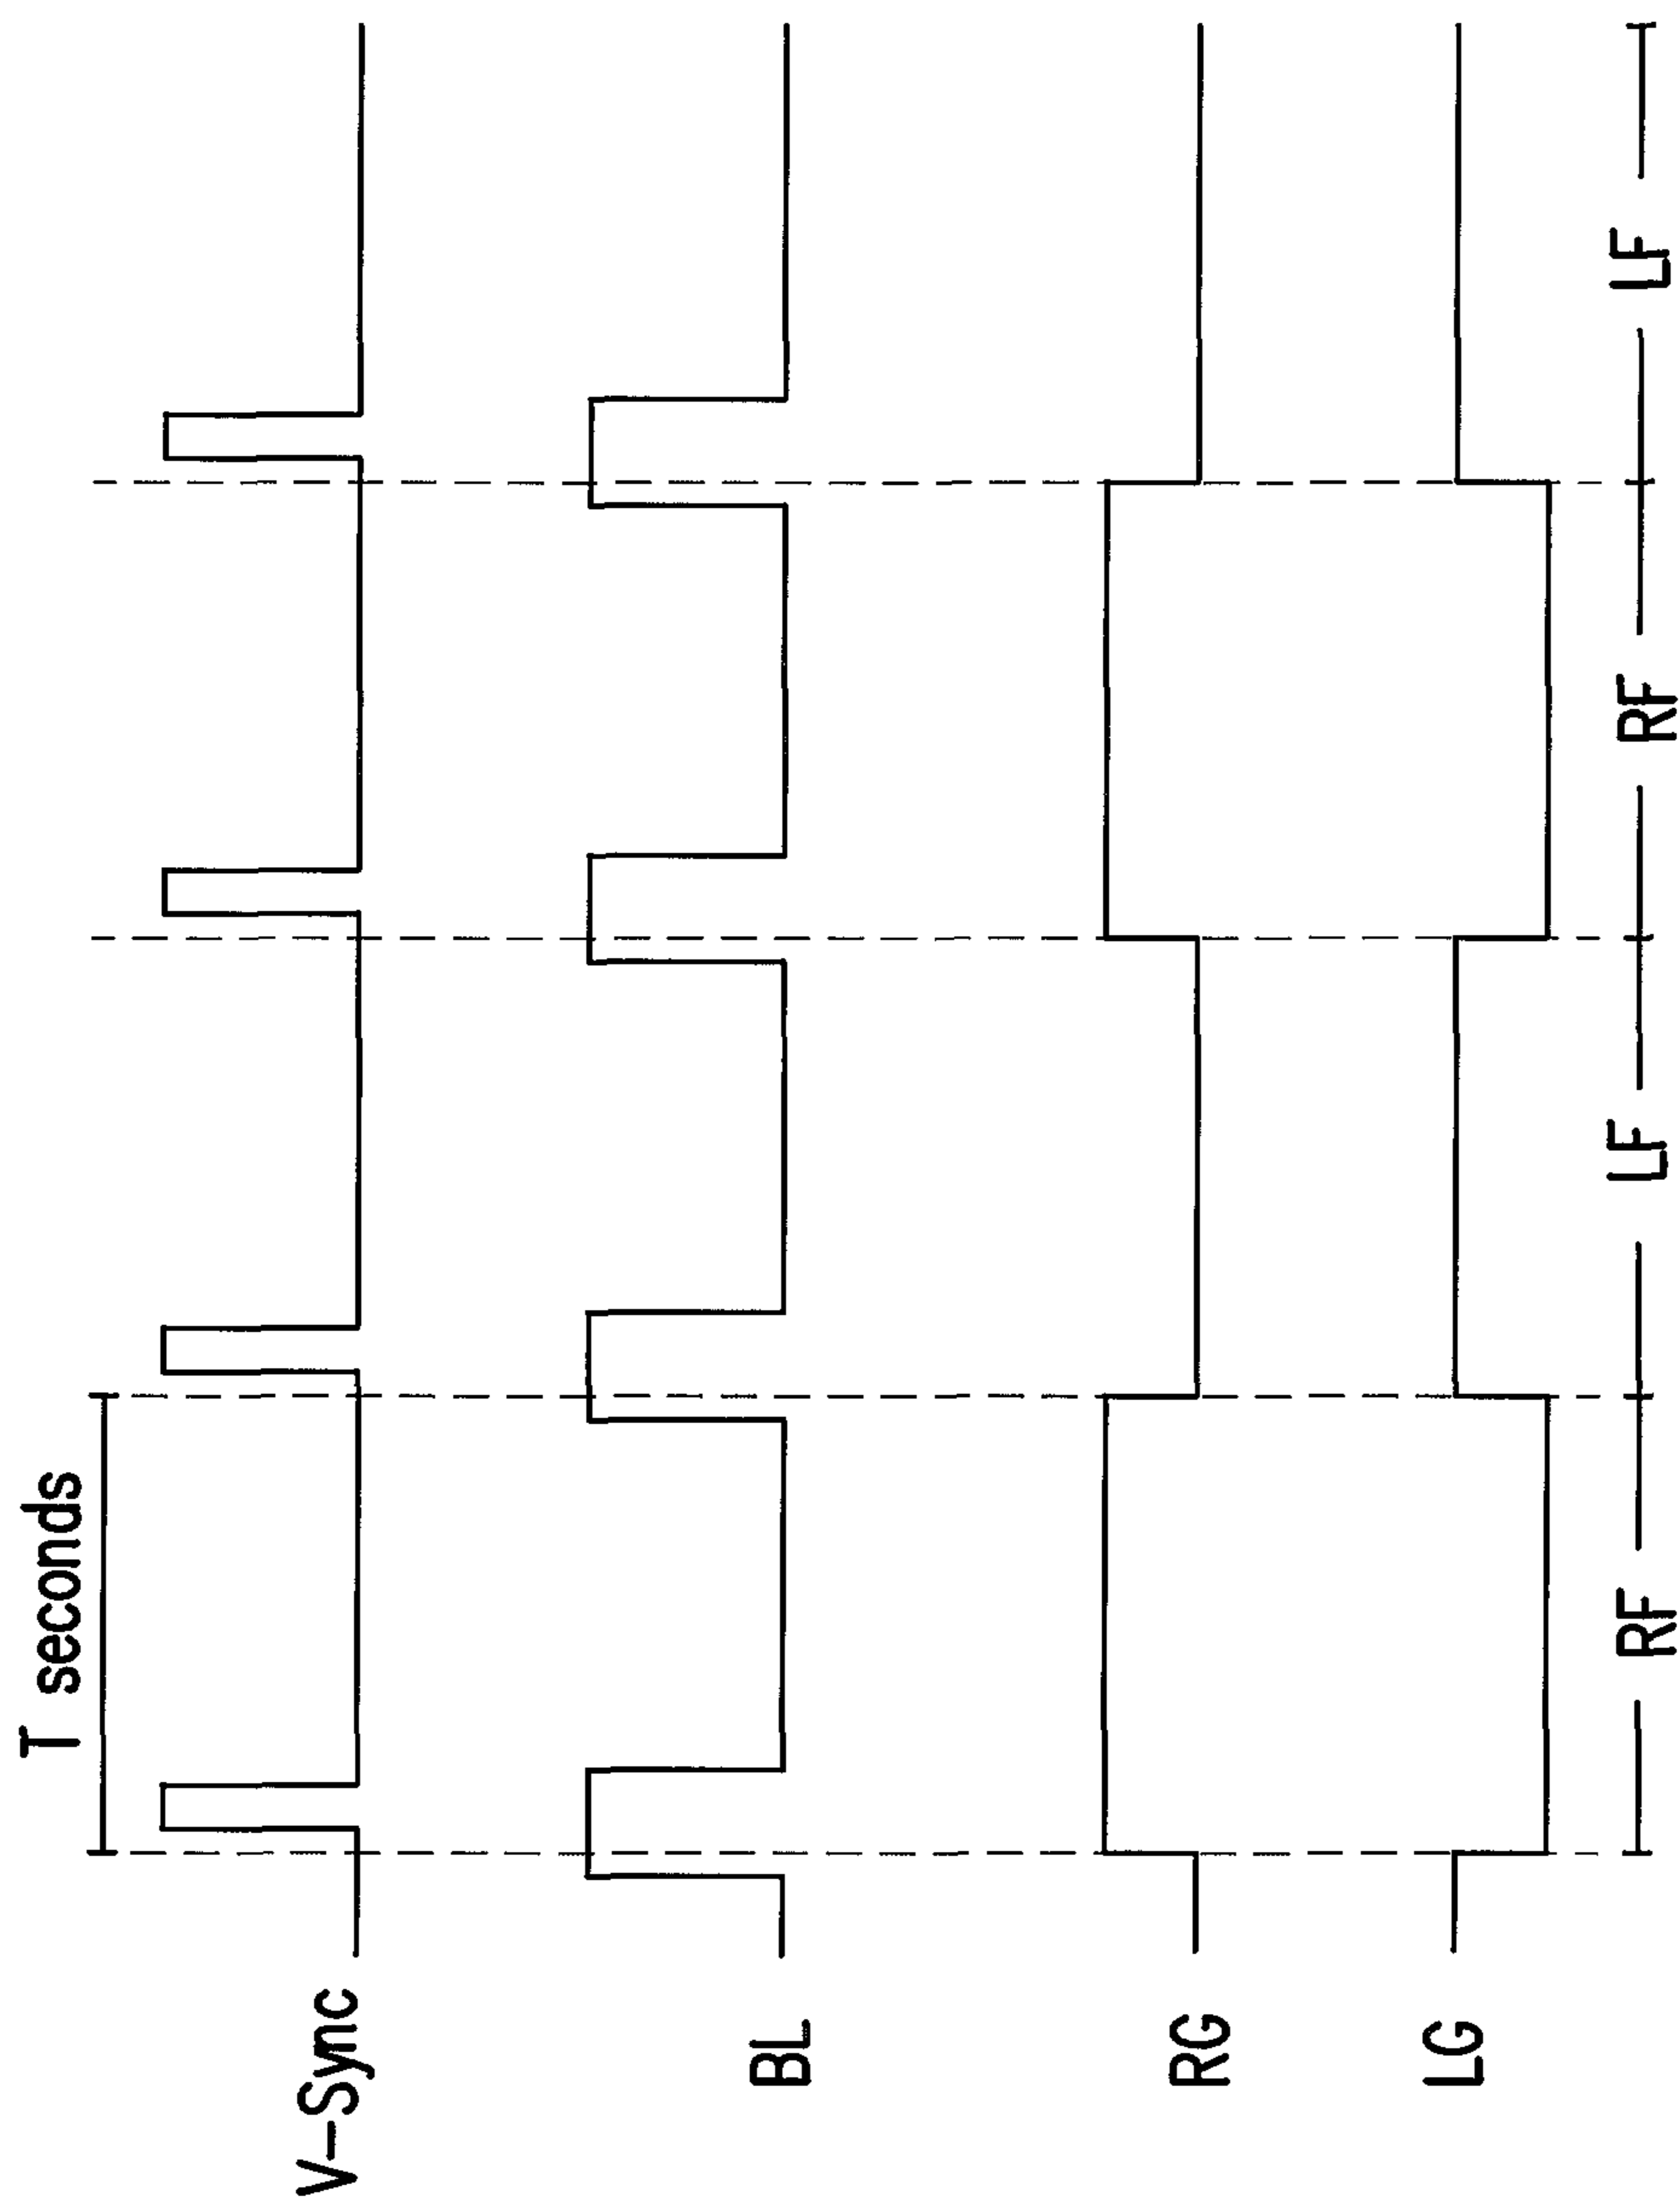 T seconds
V-Sync
BL
RG
LG
RF LF RF LF